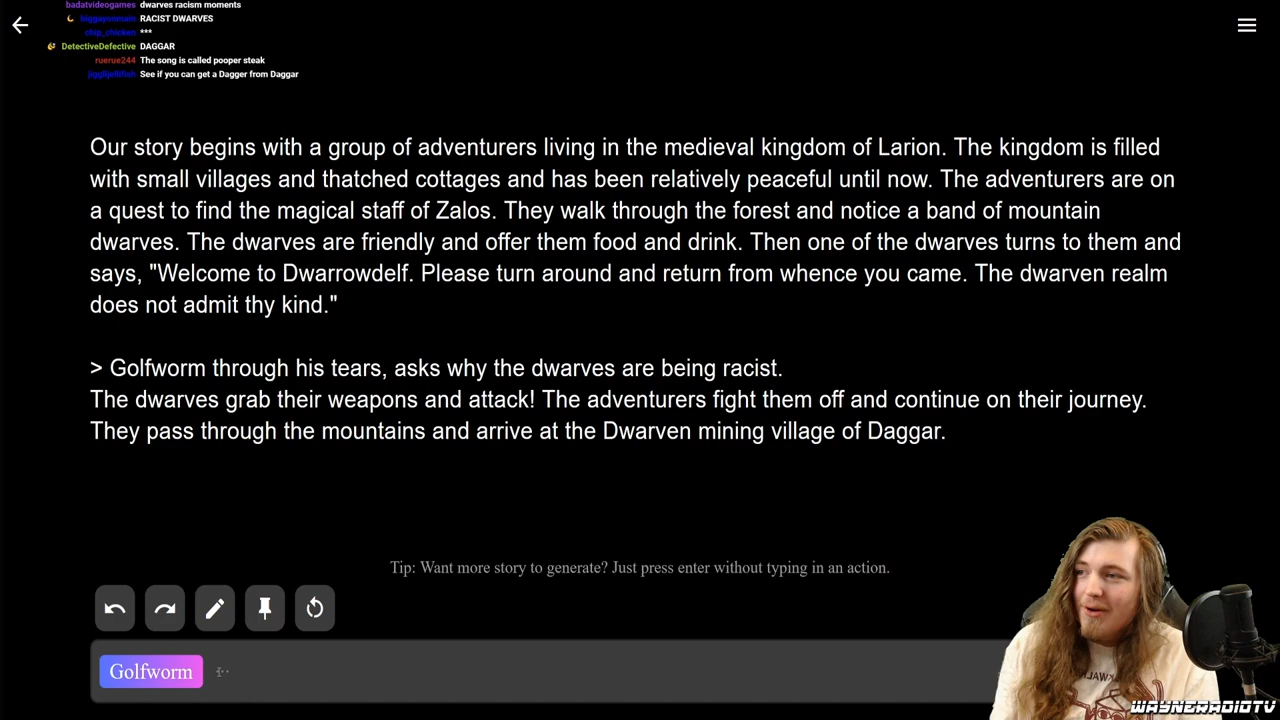 badatvideogames dwarves racism moments
biggaysonnain RACIST DWARVES
chip_chicken ***
DetectiveDefective DAGGAR
ruerue244 The song is called pooper steak
jigglijellifish See if you can get a Dagger from Daggar
Our story begins with a group of adventurers living in the medieval kingdom of Larion. The kingdom is filled
with small villages and thatched cottages and has been relatively peaceful until now. The adventurers are on
a quest to find the magical staff of Zalos. They walk through the forest and notice a band of mountain
dwarves. The dwarves are friendly and offer them food and drink. Then one of the dwarves turns to them and
says, "Welcome to Dwarrowdelf. Please turn around and return from whence you came. The dwarven realm
does not admit thy kind."
> Golfworm through his tears, asks why the dwarves are being racist.
The dwarves grab their weapons and attack! The adventurers fight them off and continue on their journey.
They pass through the mountains and arrive at the Dwarven mining village of Daggar.
Tip: Want more story to generate? Just press enter without typing in an action.
Golfworm
WAYNERADIOTV